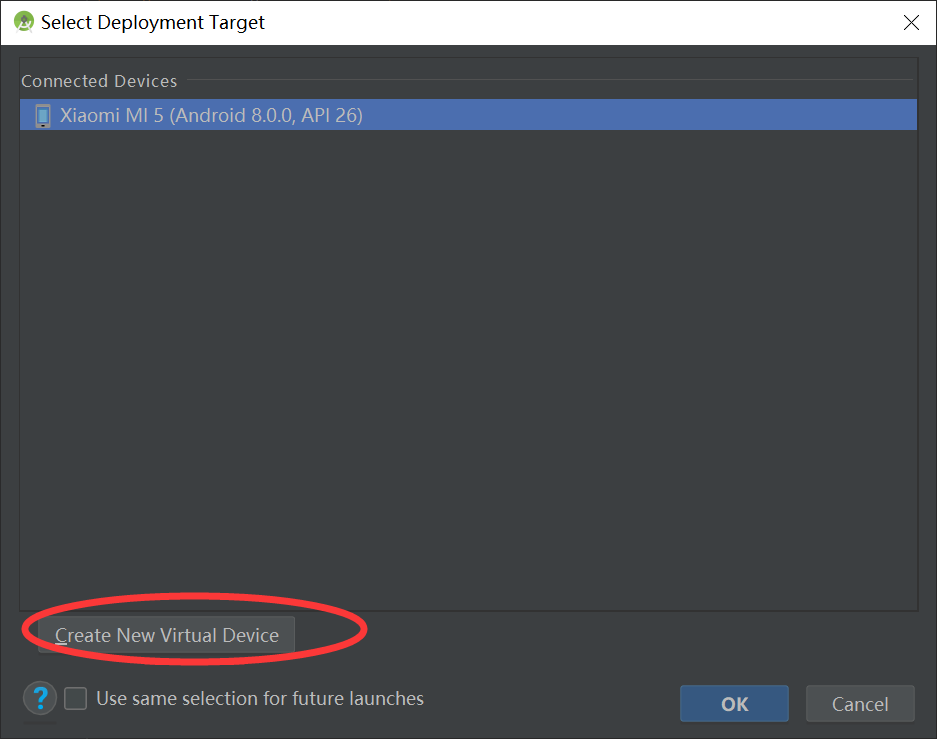 Select Deployment Target
Connected Devices
Xiaomi MI 5 (Android 8.0.0, API 26)
Create New Virtual Device
?
Use same selection for future launches
OK
Cancel